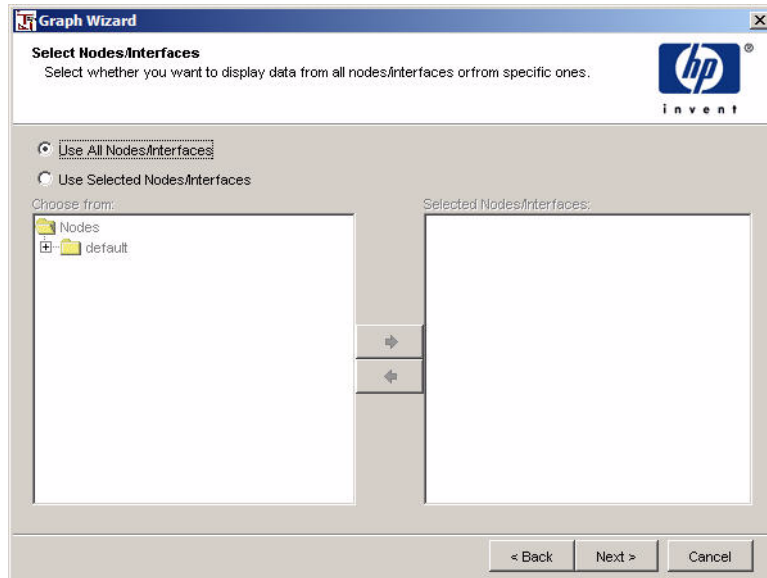 Graph Wizard
Select Nodes/Interfaces
Select whether you want to display data from all nodes/interfaces orfrom specific ones.
hp
®
invent
Use All Nodes/Interfaces
Use Selected Nodes/Interfaces
Choose from:
Selected Nodes/Interfaces:
Nodes
default
< Back
Next >
Cancel